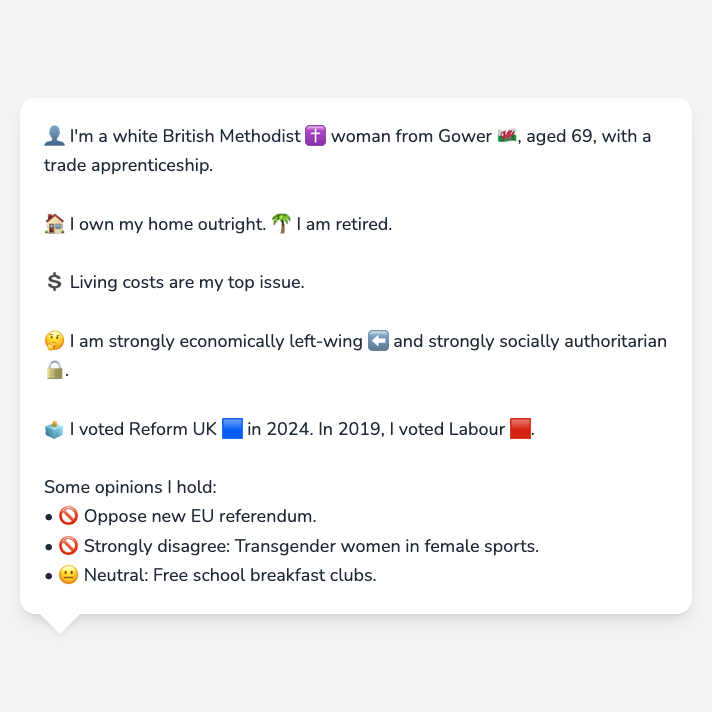 👤 I'm a white British Methodist ✝️ woman from Gower 🏴󠁧󠁢󠁷󠁬󠁳󠁿, aged 69, with a
trade apprenticeship.
🏠 I own my home outright. 🌴 I am retired.
💲 Living costs are my top issue.
🤔 I am strongly economically left-wing ⬅️ and strongly socially authoritarian
🔒.
🗳️ I voted Reform UK 🟦 in 2024. In 2019, I voted Labour 🟥.
Some opinions I hold:
• 🚫 Oppose new EU referendum.
• 🚫 Strongly disagree: Transgender women in female sports.
• 😐 Neutral: Free school breakfast clubs.